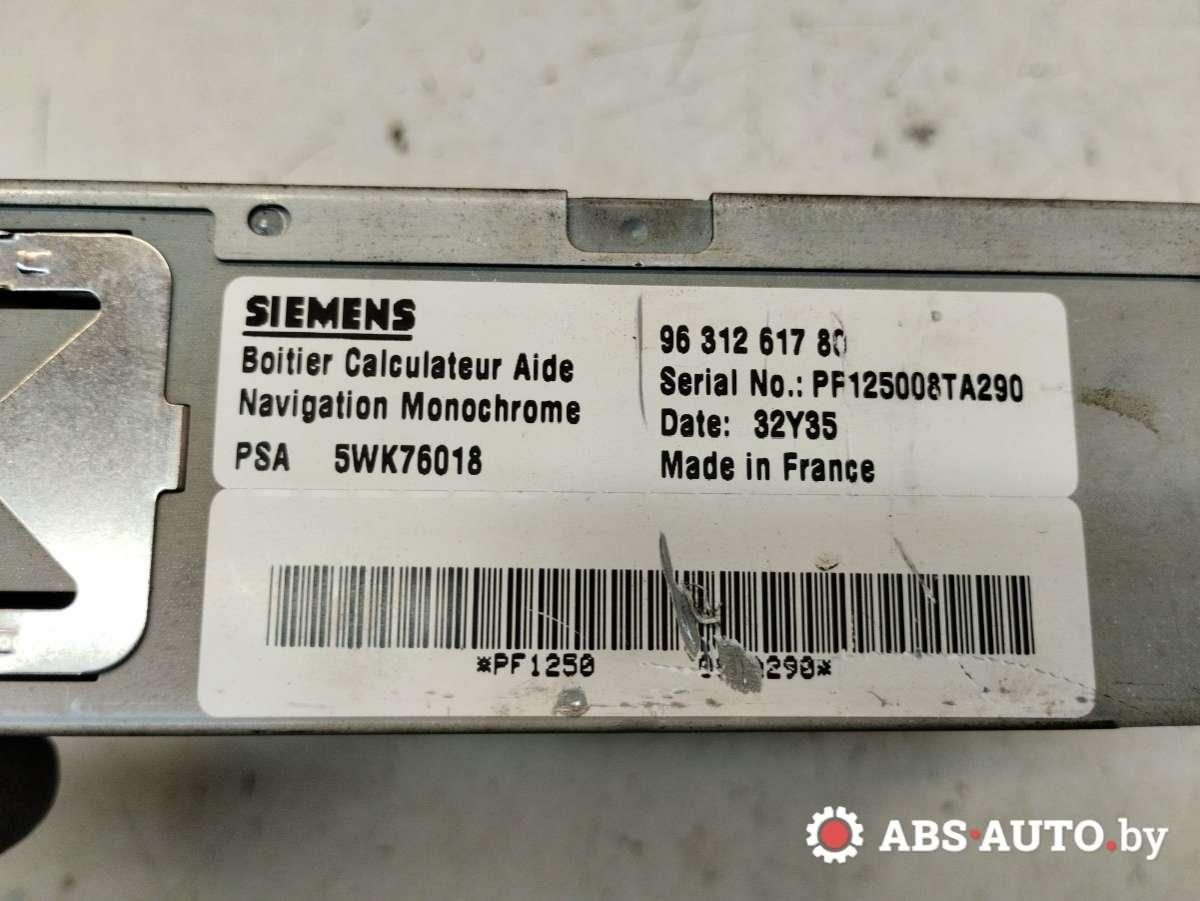 SIEMENS
Boitier Calculateur Aide
Navigation Monochrome
PSA 5WK76018
96 312 617 80
Serial No.: PF125008TA290
Date: 32Y35
Made in France
*PF1250 290*
ABS-AUTO.by